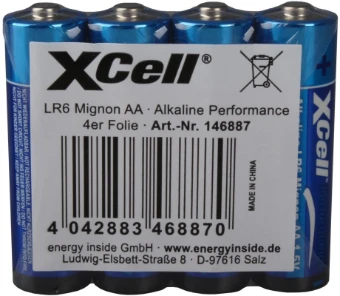 XCell®
LR6 Mignon AA · Alkaline Performance
4er Folie · Art.-Nr. 146887
MADE IN CHINA
4 042883 468870
energy inside GmbH · www.energyinside.de
Ludwig-Elsbett-Straße 8 · D-97616 Salz
+
XCell®